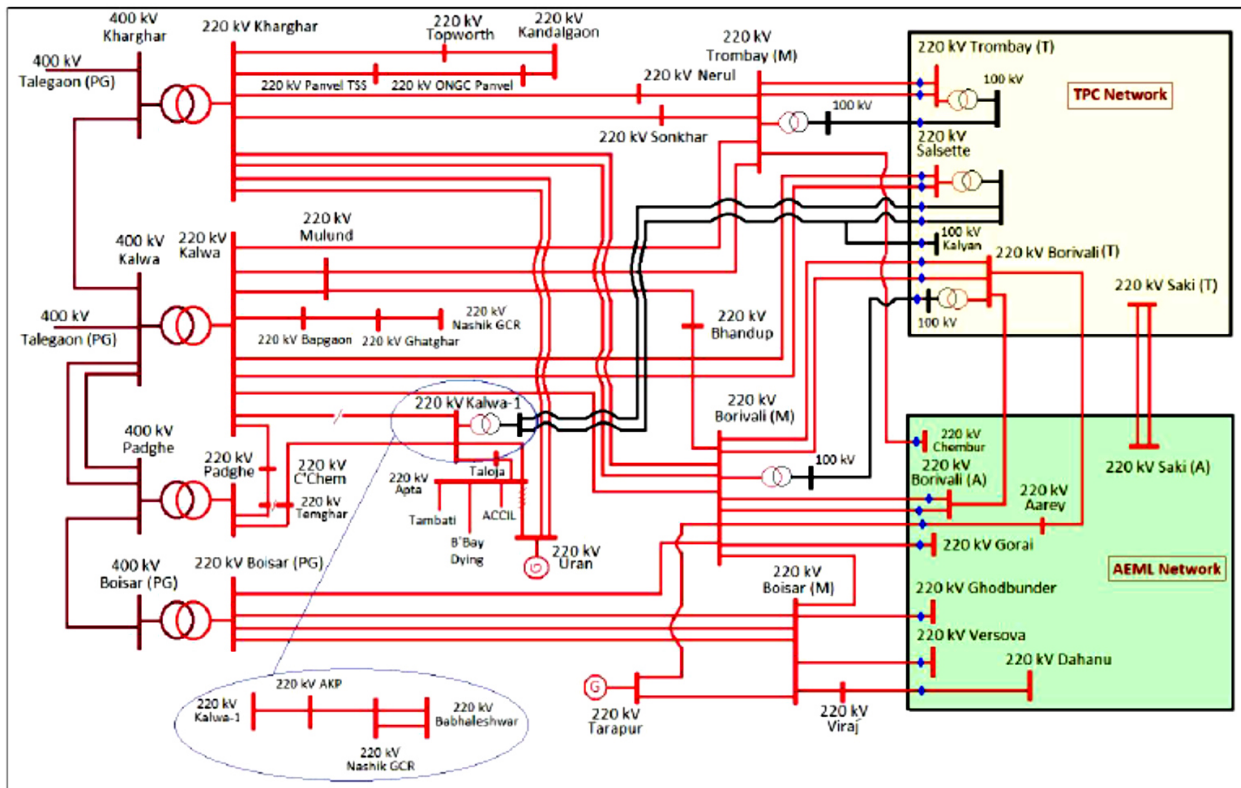 400 kV
Kharghar
400 kV
Talegaon (PG)
220 kV Kharghar
220 kV
Topworth
220 kV
Kandalgaon
220 kV Panvel TSS
220 kV ONGC Panvel
220 kV Nerul
220 kV Sonkhar
220 kV
Trombay (M)
100 kV
220 kV Trombay (T)
100 kV
TPC Network
220 kV
Salsette
100 kV
Kalyan
220 kV Borivali (T)
100 kV
220 kV Saki (T)
400 kV
Kalwa
220 kV
Kalwa
220 kV
Mulund
400 kV
Talegaon (PG)
220 kV Bapgaon
220 kV Ghatghar
220 kV
Nashik GCR
220 kV
Bhandup
220 kV Kalwa-1
220 kV
Borivali (M)
100 kV
400 kV
Padghe
220 kV
Padghe
220 kV
C'Chem
220 kV
Temghar
220 kV
Apta
Taloja
Tambati
B'Bay
Dying
ACCIL
220 kV
Uran
G
220 kV
Chembur
220 kV
Borivali (A)
220 kV
Aarey
220 kV Saki (A)
220 kV Gorai
AEML Network
400 kV
Boisar (PG)
220 kV Boisar (PG)
220 kV
Boisar (M)
220 kV Ghodbunder
220 kV Versova
220 kV Dahanu
G
220 kV
Tarapur
220 kV
Viraj
220 kV
Kalwa-1
220 kV AKP
220 kV
Nashik GCR
220 kV
Babhaleshwar